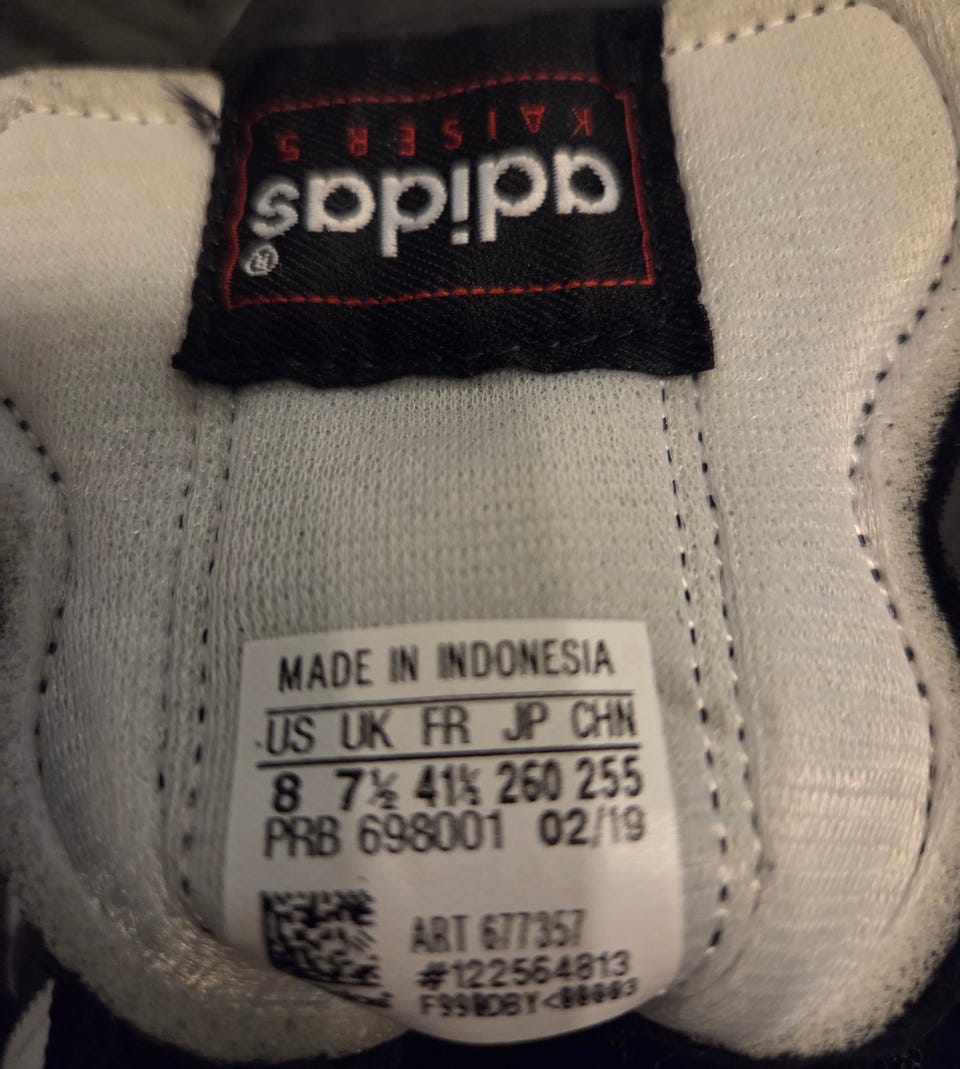 KAISER 5
adidas®
MADE IN INDONESIA
US UK FR JP CHN
8 7½ 41⅓ 260 255
PRB 698001 02/19
ART 677357
#122564813